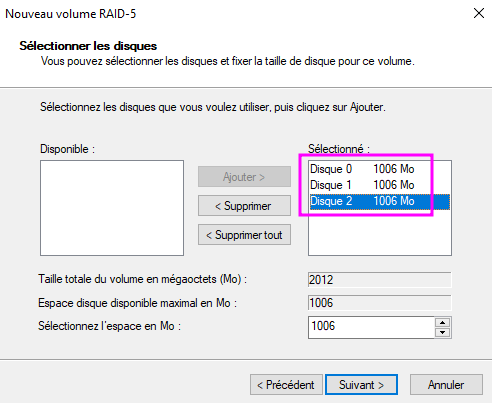 Nouveau volume RAID-5
Sélectionner les disques
Vous pouvez sélectionner les disques et fixer la taille de disque pour ce volume.
Sélectionnez les disques que vous voulez utiliser, puis cliquez sur Ajouter.
Disponible :
Sélectionné :
Ajouter >
< Supprimer
< Supprimer tout
Disque 0 1006 Mo
Disque 1 1006 Mo
Disque 2 1006 Mo
Taille totale du volume en mégaoctets (Mo) : 2012
Espace disque disponible maximal en Mo : 1006
Sélectionnez l'espace en Mo : 1006
< Précédent Suivant > Annuler